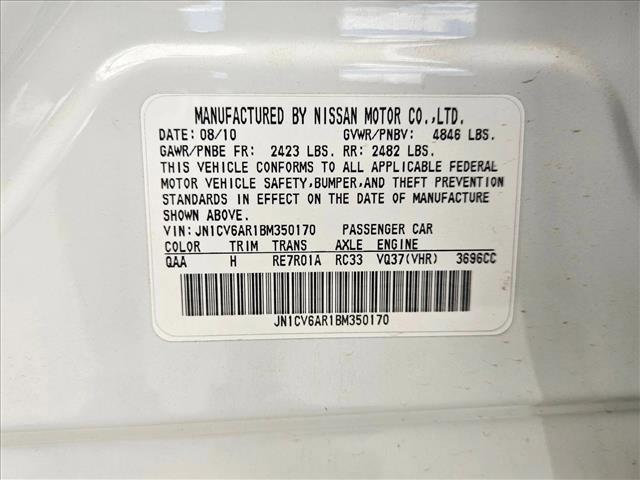 MANUFACTURED BY NISSAN MOTOR CO.,LTD.
DATE: 08/10 GVWR/PNBV: 4846 LBS.
GAWR/PNBE FR: 2423 LBS. RR: 2482 LBS.
THIS VEHICLE CONFORMS TO ALL APPLICABLE FEDERAL
MOTOR VEHICLE SAFETY,BUMPER,AND THEFT PREVENTION
STANDARDS IN EFFECT ON THE DATE OF MANUFACTURE
SHOWN ABOVE.
VIN: JN1CV6AR1BM350170 PASSENGER CAR
COLOR TRIM TRANS AXLE ENGINE
QAA H RE7R01A RC33 VQ37(VHR) 3696CC
JN1CV6AR1BM350170